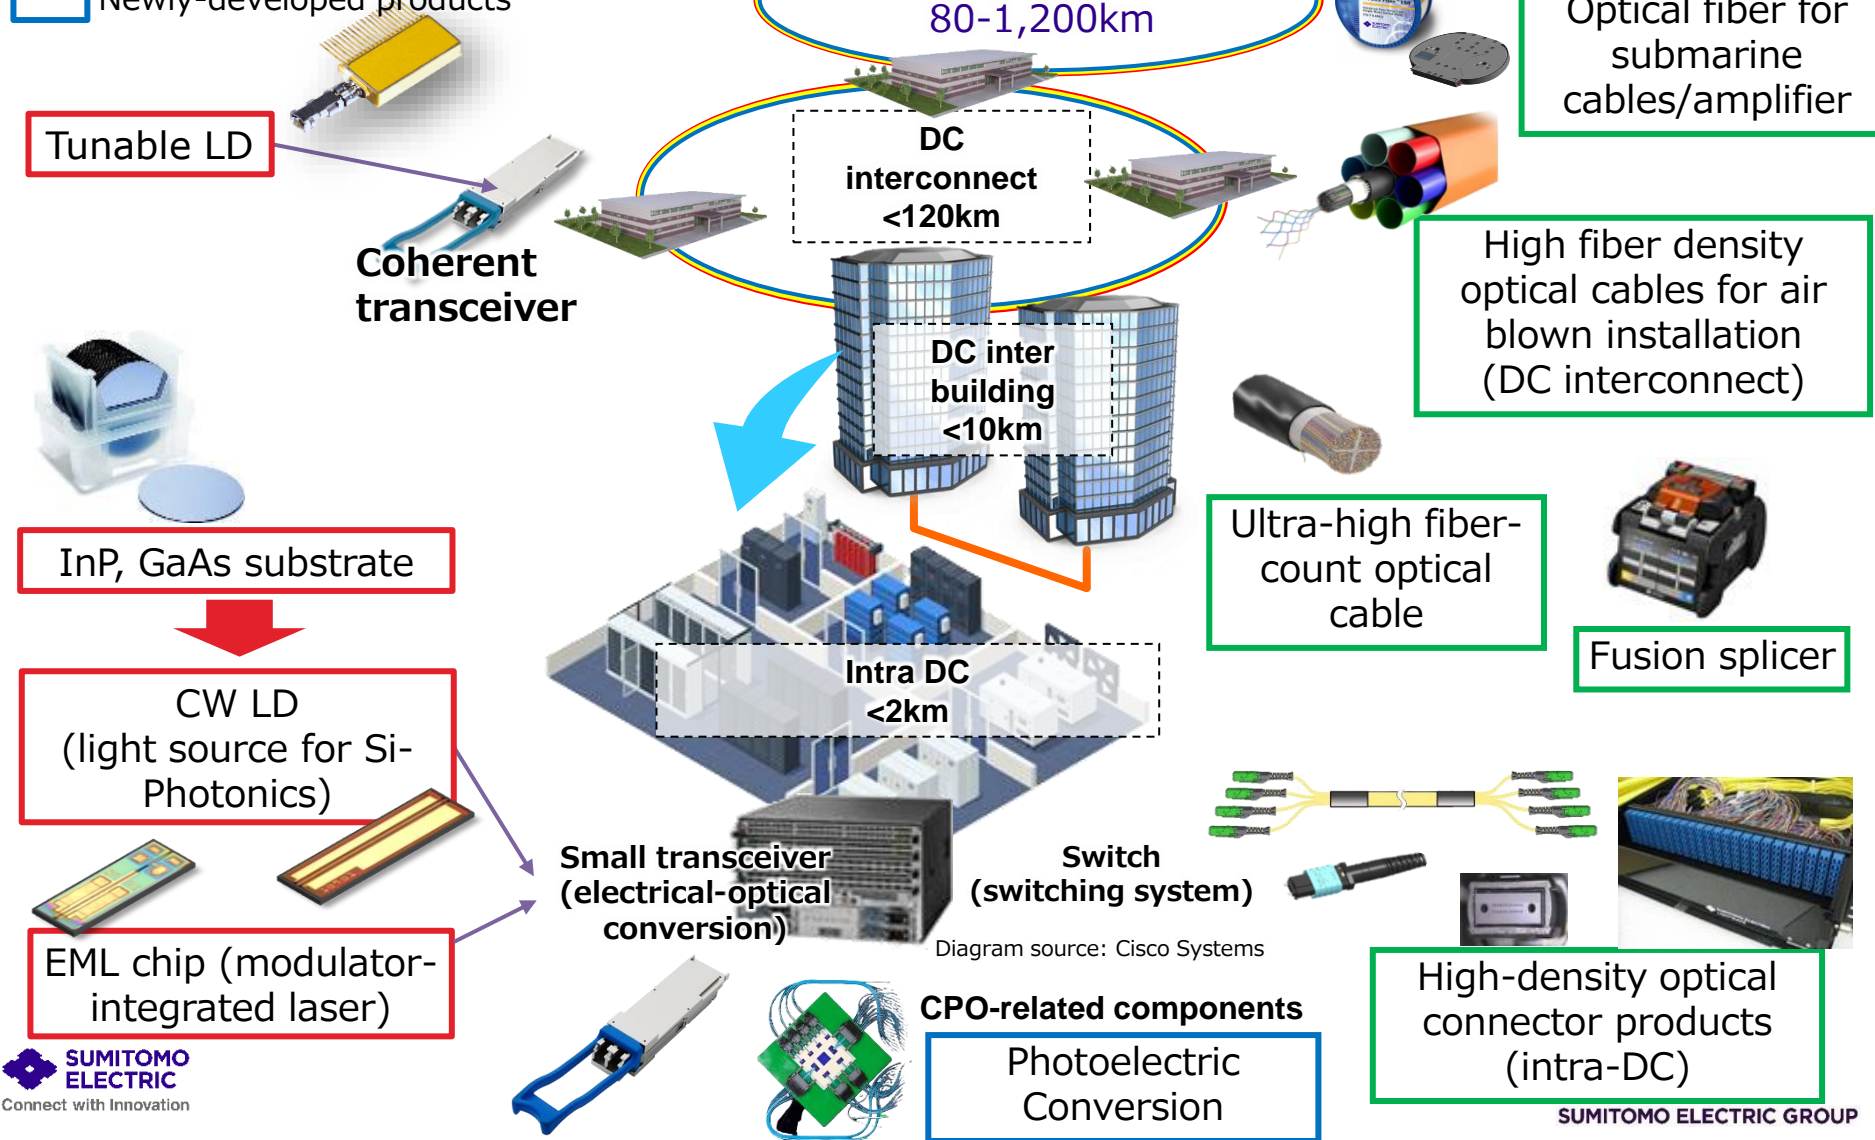 Newly-developed products
80-1,200km
Optical fiber for
submarine
cables/amplifier
Tunable LD
DC
interconnect
<120km
Coherent
transceiver
High fiber density
optical cables for air
blown installation
(DC interconnect)
DC inter
building
<10km
InP, GaAs substrate
Ultra-high fiber-
count optical
cable
Fusion splicer
Intra DC
<2km
CW LD
(light source for Si-
Photonics)
Small transceiver
(electrical-optical
conversion)
Switch
(switching system)
Diagram source: Cisco Systems
EML chip (modulator-
integrated laser)
High-density optical
connector products
(intra-DC)
CPO-related components
Photoelectric
Conversion
SUMITOMO
ELECTRIC
Connect with Innovation
SUMITOMO ELECTRIC GROUP